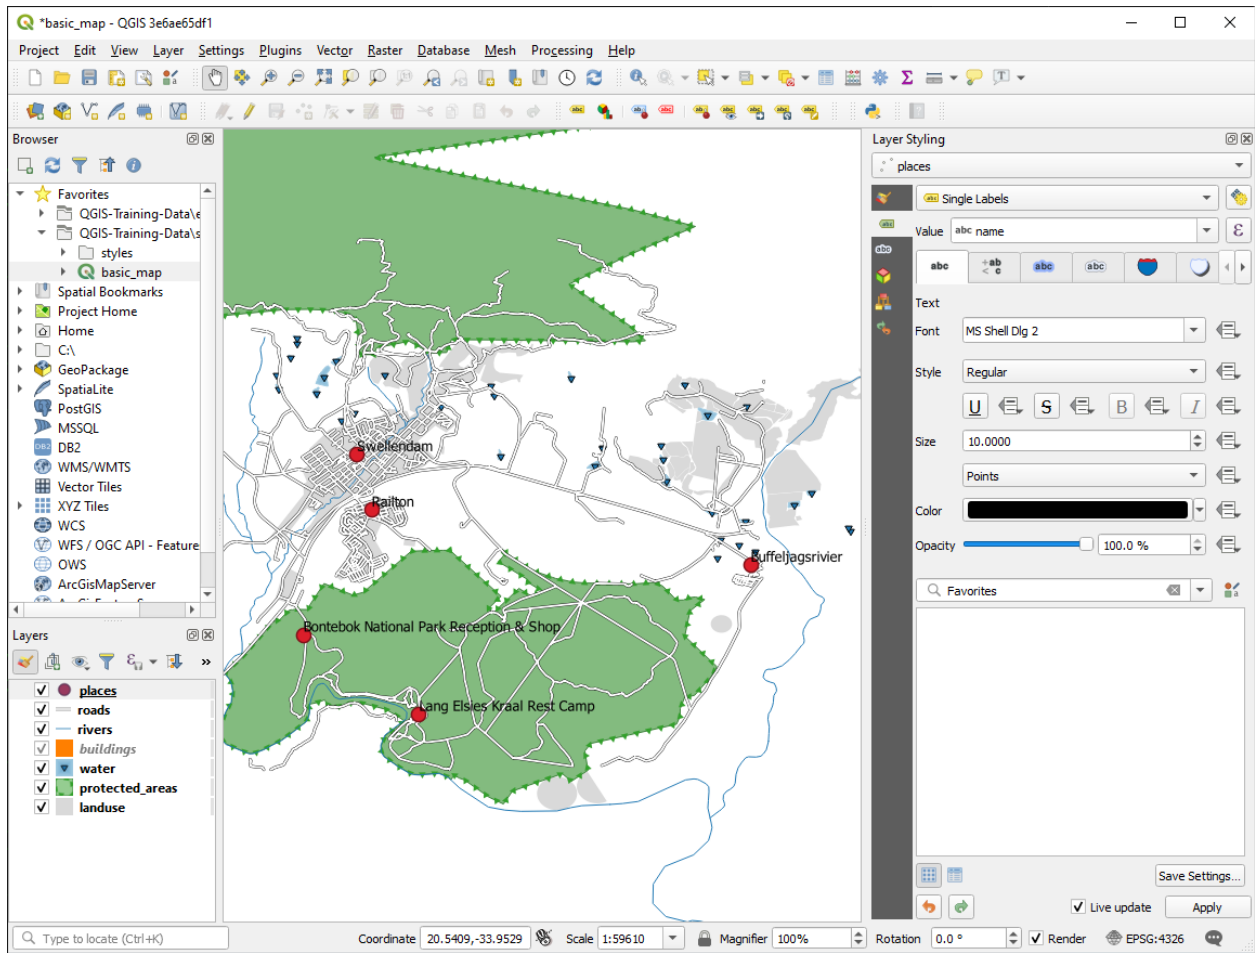 *basic_map - QGIS 3e6ae65df1
Project Edit View Layer Settings Plugins Vector Raster Database Mesh Processing Help
Browser
Favorites
QGIS-Training-Data\e
QGIS-Training-Data\s
styles
basic_map
Spatial Bookmarks
Project Home
Home
C:\
GeoPackage
SpatiaLite
PostGIS
MSSQL
DB2
WMS/WMTS
Vector Tiles
XYZ Tiles
WCS
WFS / OGC API - Feature
OWS
ArcGisMapServer
Layers
places
roads
rivers
buildings
water
protected_areas
landuse
Swellendam
Railton
Buffeljagsrivier
Bontebok National Park Reception & Shop
Lang Elsies Kraal Rest Camp
Layer Styling
places
Single Labels
Value abc name
Text
Font MS Shell Dlg 2
Style Regular
U S B I
Size 10.0000
Points
Color
Opacity 100.0 %
Favorites
Save Settings...
Live update Apply
Type to locate (Ctrl+K) Coordinate 20.5409,-33.9529 Scale 1:59610 Magnifier 100% Rotation 0.0 ° Render EPSG:4326